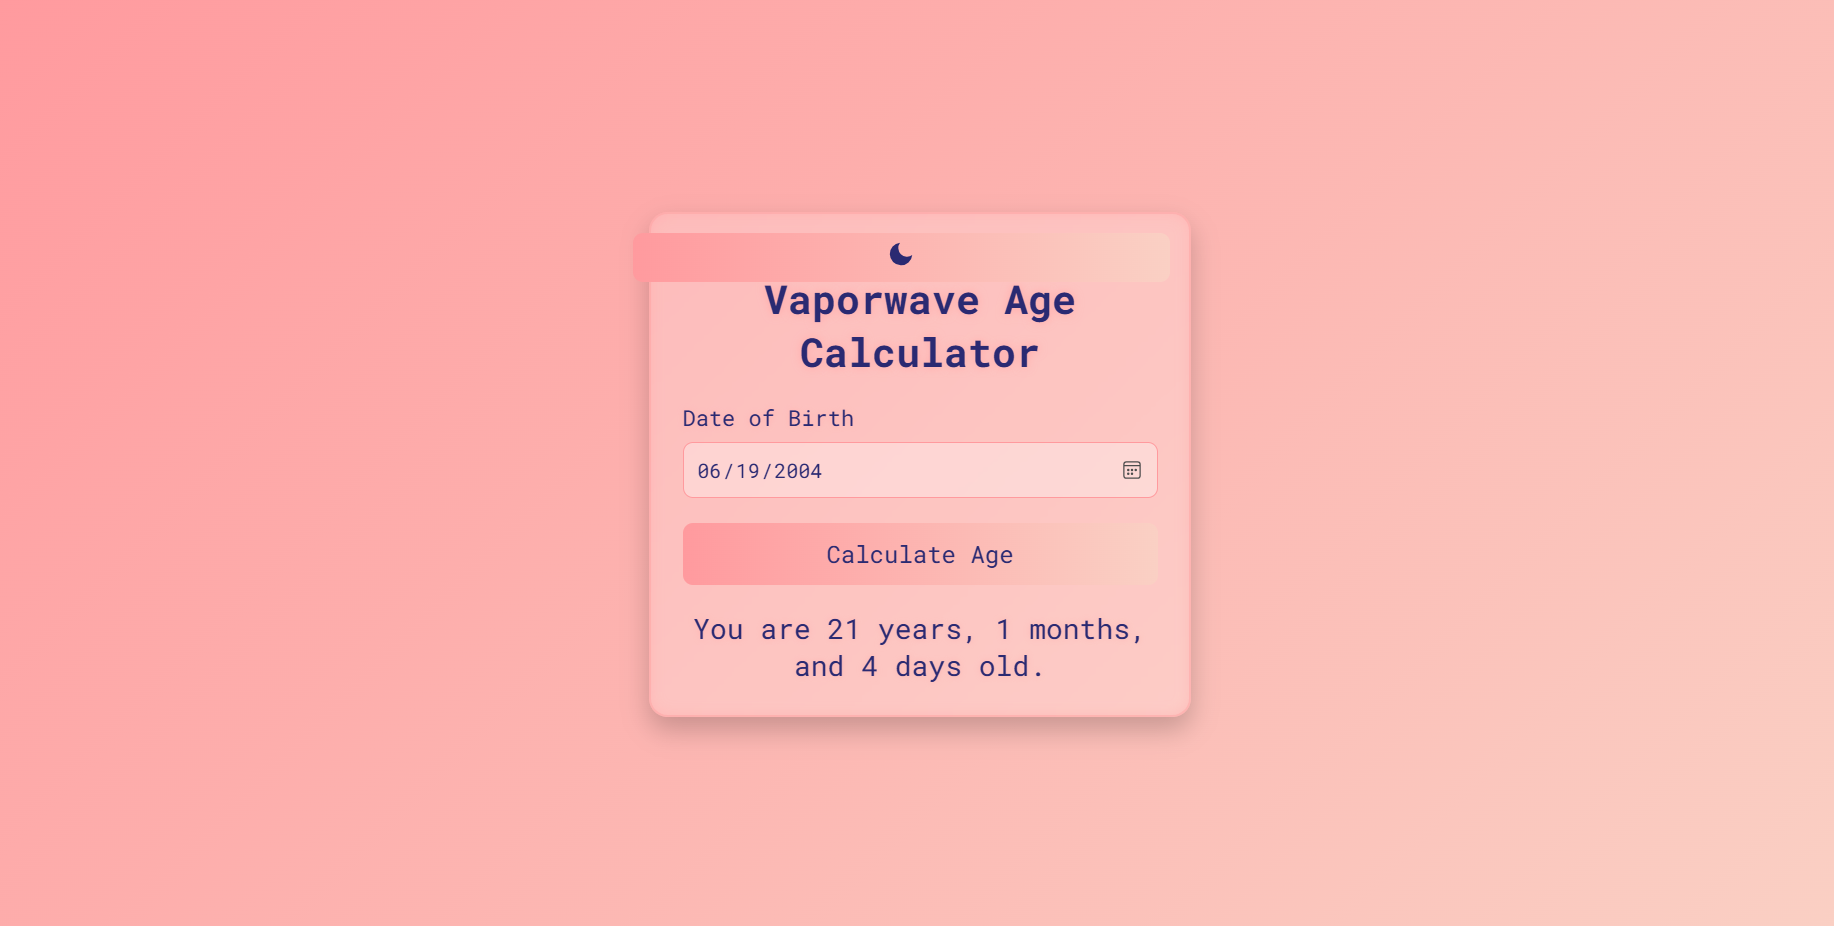 Vaporwave Age
Calculator
Date of Birth
06/19/2004
Calculate Age
You are 21 years, 1 months,
and 4 days old.